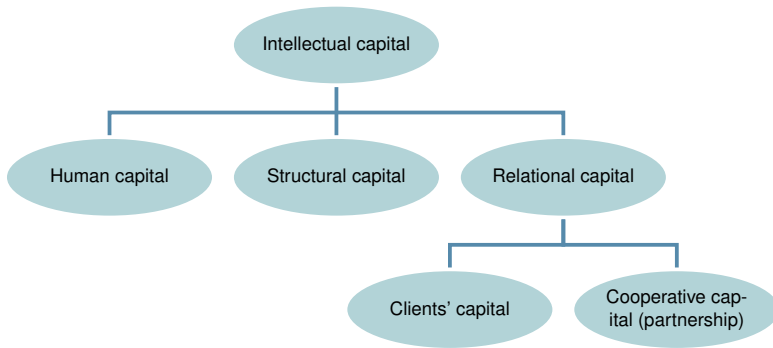 Intellectual capital
Human capital
Structural capital
Relational capital
Clients’ capital
Cooperative cap-
ital (partnership)